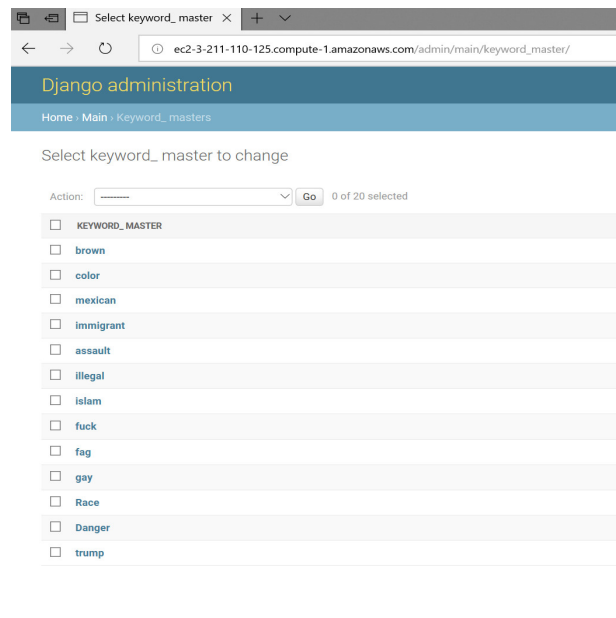 Select keyword_ master
ec2-3-211-110-125.compute-1.amazonaws.com/admin/main/keyword_master/
Django administration
Home › Main › Keyword_ masters
Select keyword_ master to change
Action: --------- Go 0 of 20 selected
KEYWORD_ MASTER
brown
color
mexican
immigrant
assault
illegal
islam
fuck
fag
gay
Race
Danger
trump